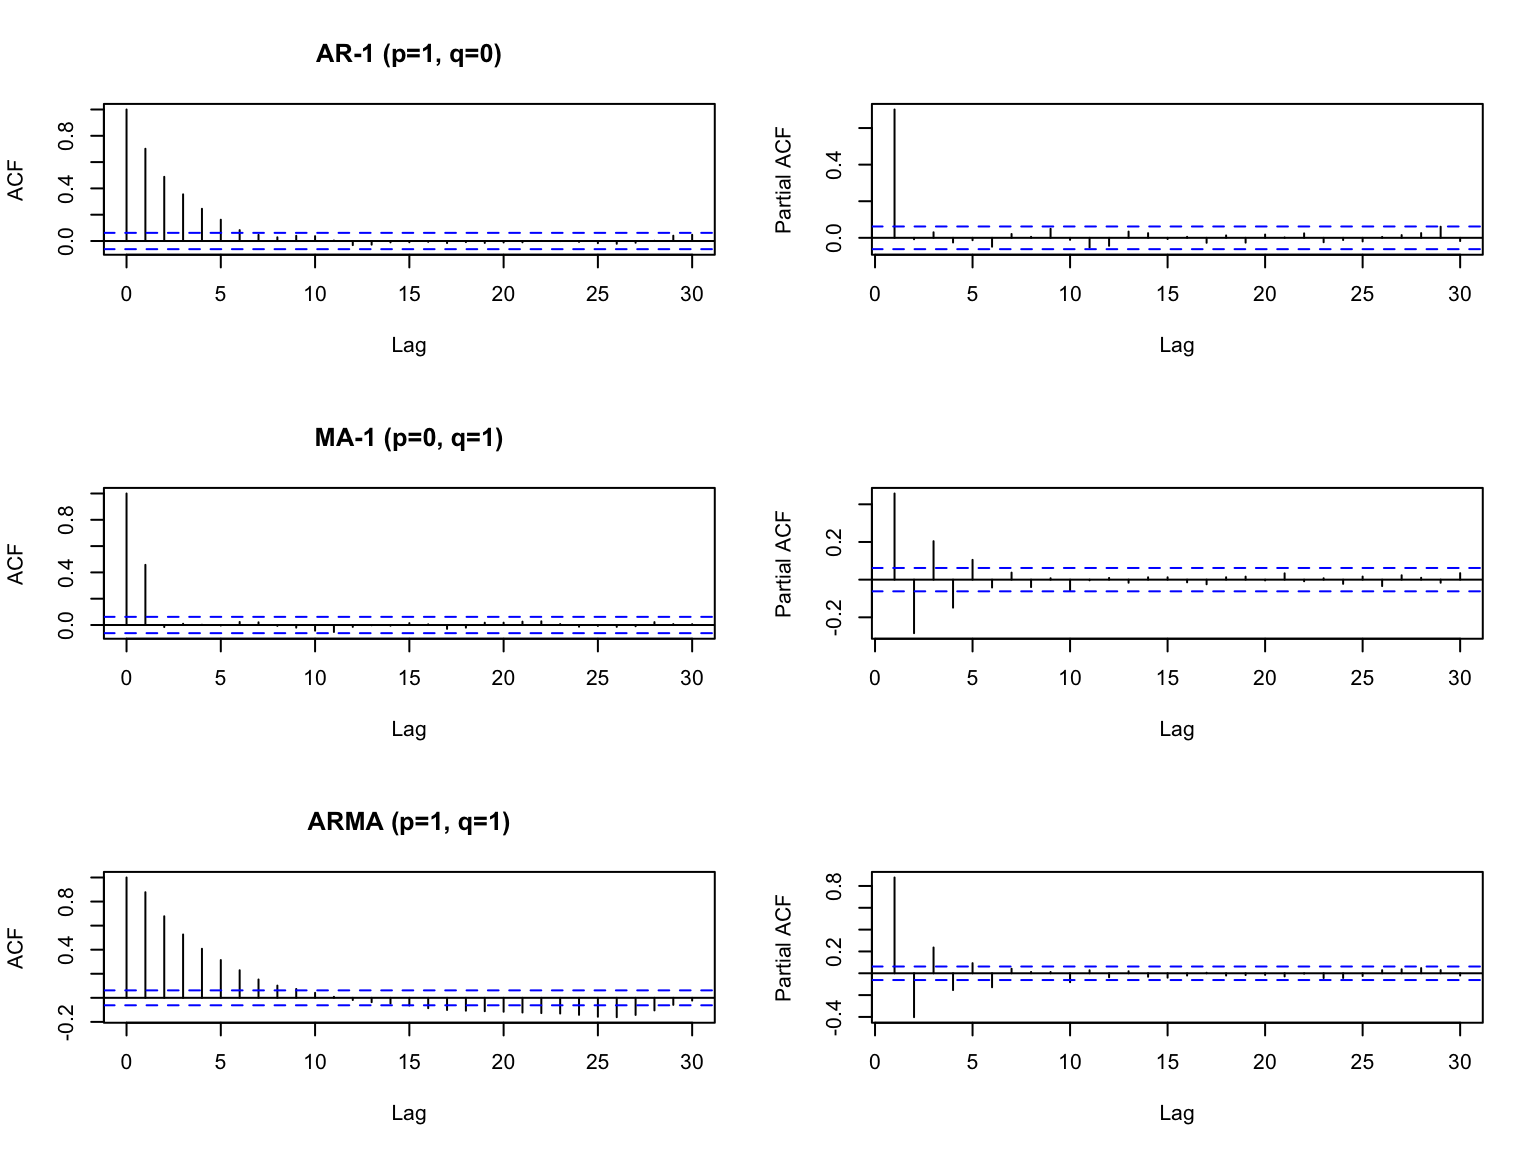 AR-1 (p=1, q=0)
ACF
0.0 0.4 0.8
0 5 10 15 20 25 30
Lag
Partial ACF
0.0 0.4
0 5 10 15 20 25 30
Lag
MA-1 (p=0, q=1)
ACF
0.0 0.4 0.8
0 5 10 15 20 25 30
Lag
Partial ACF
-0.2 0.2
0 5 10 15 20 25 30
Lag
ARMA (p=1, q=1)
ACF
-0.2 0.4 0.8
0 5 10 15 20 25 30
Lag
Partial ACF
-0.4 0.2 0.8
0 5 10 15 20 25 30
Lag